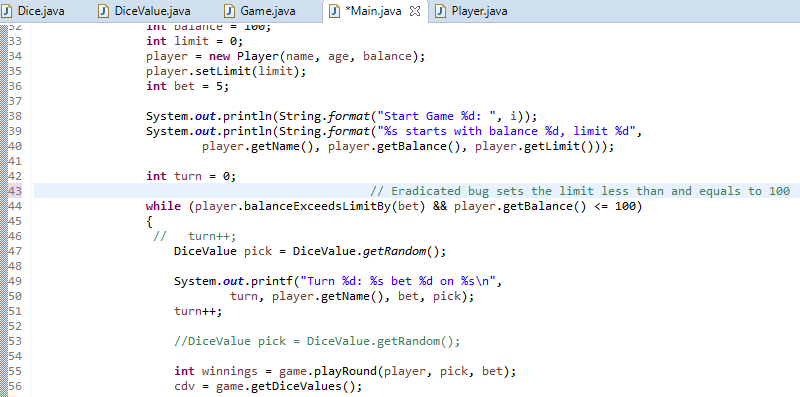 Dice.java DiceValue.java Game.java *Main.java Player.java
32 int balance = 100;
33 int limit = 0;
34 player = new Player(name, age, balance);
35 player.setLimit(limit);
36 int bet = 5;
37
38 System.out.println(String.format("Start Game %d: ", i));
39 System.out.println(String.format("%s starts with balance %d, limit %d",
40 player.getName(), player.getBalance(), player.getLimit()));
41
42 int turn = 0;
43 // Eradicated bug sets the limit less than and equals to 100
44 while (player.balanceExceedsLimitBy(bet) && player.getBalance() <= 100)
45 {
46 // turn++;
47 DiceValue pick = DiceValue.getRandom();
48
49 System.out.printf("Turn %d: %s bet %d on %s\n",
50 turn, player.getName(), bet, pick);
51 turn++;
52
53 //DiceValue pick = DiceValue.getRandom();
54
55 int winnings = game.playRound(player, pick, bet);
56 cdv = game.getDiceValues();